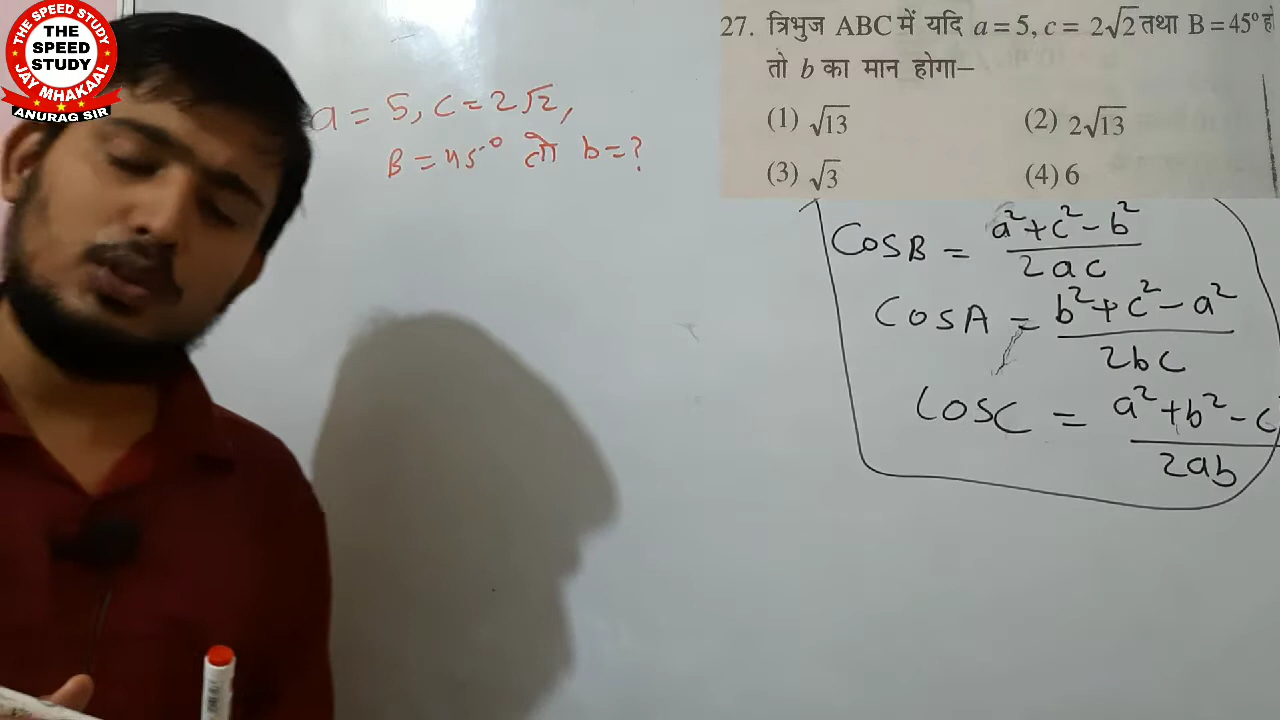 THE SPEED STUDY
THE
SPEED
STUDY
JAY MHAKAAL
ANURAG SIR
27. त्रिभुज ABC में यदि a = 5, c = 2√2 तथा B = 45° हो
तो b का मान होगा–
(1) √13 (2) 2√13
(3) √3 (4) 6
a = 5, c = 2√2,
B = 45° तो b = ?
CosB = a²+c²-b² / 2ac
CosA = b²+c²-a² / 2bc
CosC = a²+b²-c² / 2ab